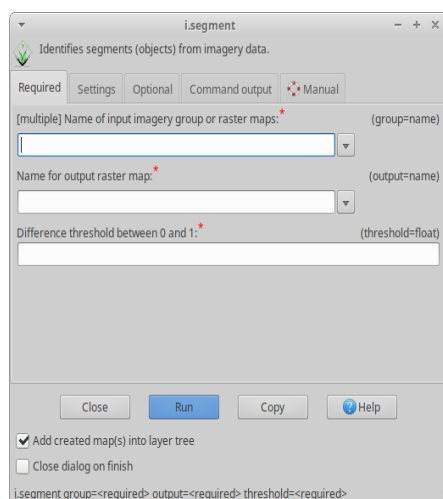 i.segment
Identifies segments (objects) from imagery data.
Required Settings Optional Command output Manual
[multiple] Name of input imagery group or raster maps:* (group=name)
Name for output raster map:* (output=name)
Difference threshold between 0 and 1:* (threshold=float)
Close Run Copy Help
Add created map(s) into layer tree
Close dialog on finish
i.segment group=<required> output=<required> threshold=<required>